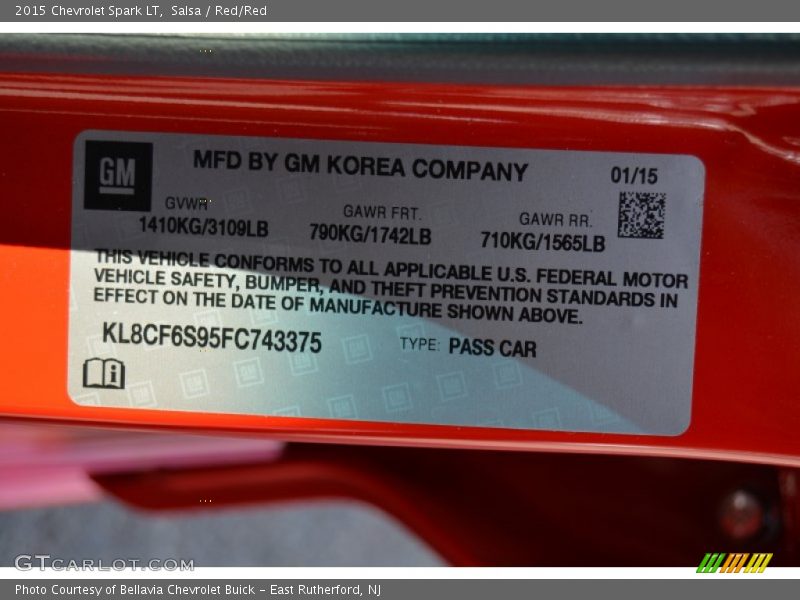 2015 Chevrolet Spark LT, Salsa / Red/Red
GM
MFD BY GM KOREA COMPANY
01/15
GVWR
1410KG/3109LB
GAWR FRT.
790KG/1742LB
GAWR RR.
710KG/1565LB
THIS VEHICLE CONFORMS TO ALL APPLICABLE U.S. FEDERAL MOTOR
VEHICLE SAFETY, BUMPER, AND THEFT PREVENTION STANDARDS IN
EFFECT ON THE DATE OF MANUFACTURE SHOWN ABOVE.
KL8CF6S95FC743375
TYPE: PASS CAR
GTCARLOT.COM
Photo Courtesy of Bellavia Chevrolet Buick - East Rutherford, NJ